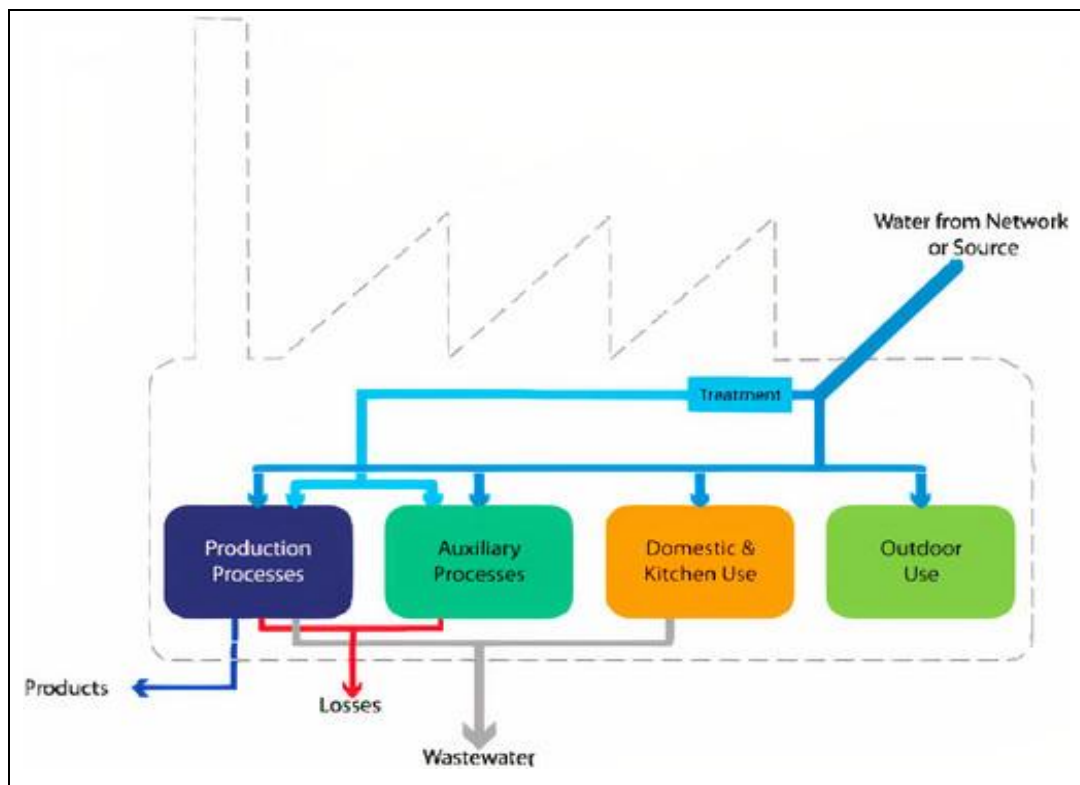 Water from Network
or Source
Treatment
Production
Processes
Auxiliary
Processes
Domestic &
Kitchen Use
Outdoor
Use
Products
Losses
Wastewater